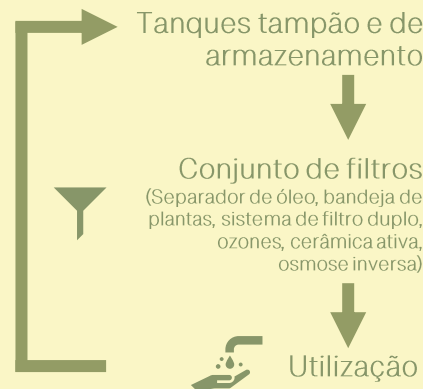 Tanques tampão e de
armazenamento
Conjunto de filtros
(Separador de óleo, bandeja de
plantas, sistema de filtro duplo,
ozones, cerâmica ativa,
osmose inversa)
Utilização